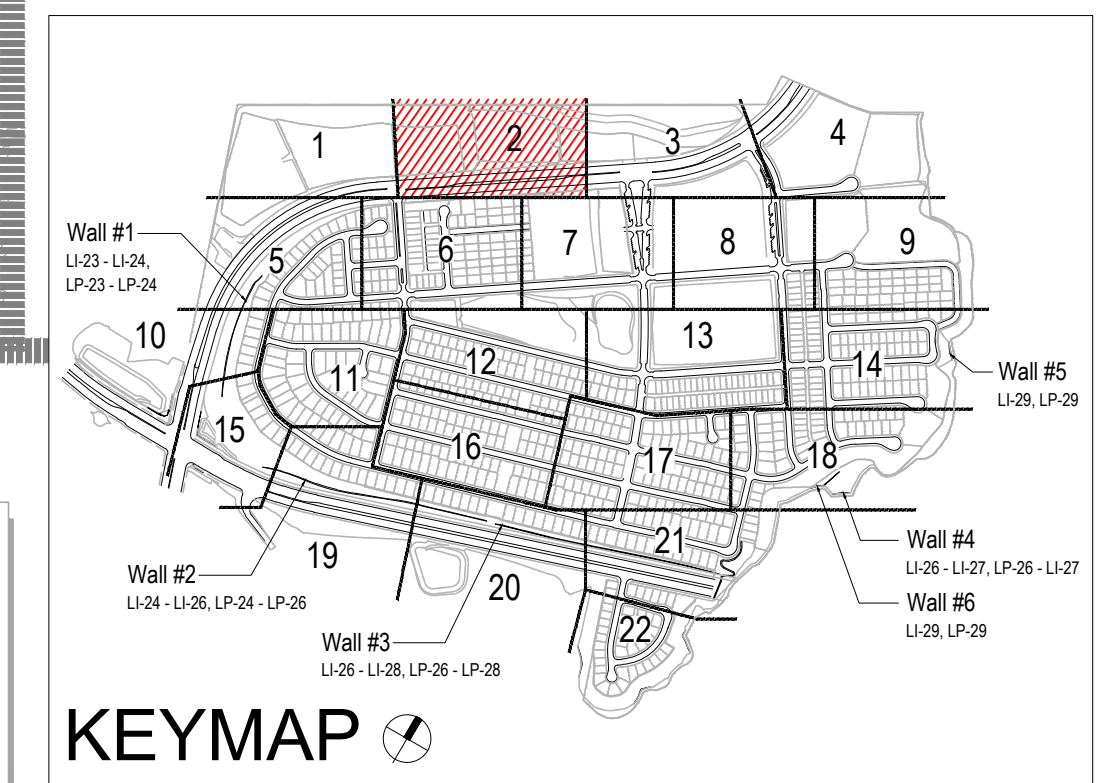 1
2
3
4
Wall #1
LI-23 - LI-24,
LP-23 - LP-24
5
6
7
8
9
10
11
12
13
14
Wall #5
LI-29, LP-29
15
16
17
18
Wall #2
LI-24 - LI-26, LP-24 - LP-26
19
20
21
Wall #4
LI-26 - LI-27, LP-26 - LI-27
Wall #6
LI-29, LP-29
22
Wall #3
LI-26 - LI-28, LP-26 - LP-28
KEYMAP